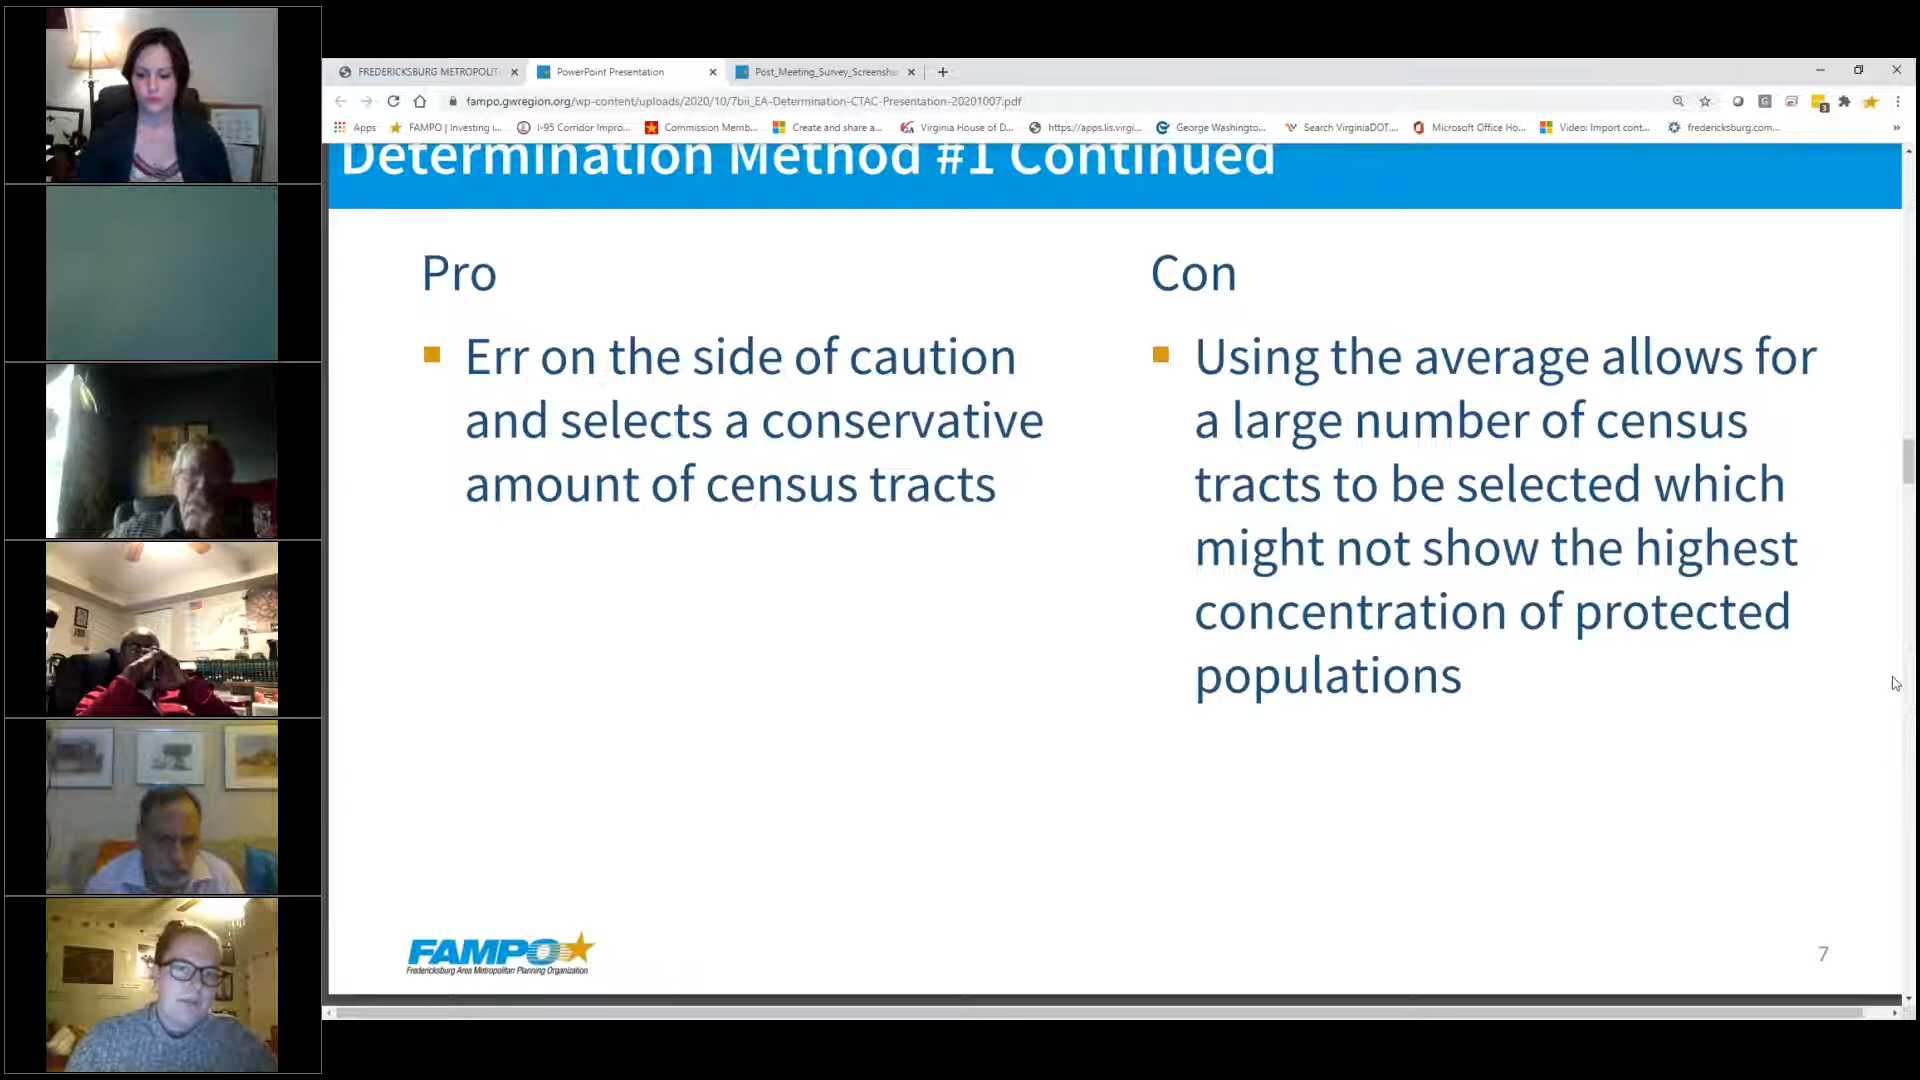 FREDERICKSBURG METROPOLIT
PowerPoint Presentation
Post_Meeting_Survey_Screensho
fampo.gwregion.org/wp-content/uploads/2020/10/7bii_EA-Determination-CTAC-Presentation-20201007.pdf
3
Apps
FAMPO | Investing i...
I-95 Corridor Impro...
Commission Memb...
Create and share a...
Virginia House of D...
https://apps.lis.virgi...
George Washingto...
Search VirginiaDOT....
Microsoft Office Ho...
Video: Import cont...
fredericksburg.com...
Determination Method #1 Continued
Pro
Err on the side of caution
and selects a conservative
amount of census tracts
Con
Using the average allows for
a large number of census
tracts to be selected which
might not show the highest
concentration of protected
populations
FAMPO
Fredericksburg Area Metropolitan Planning Organization
7